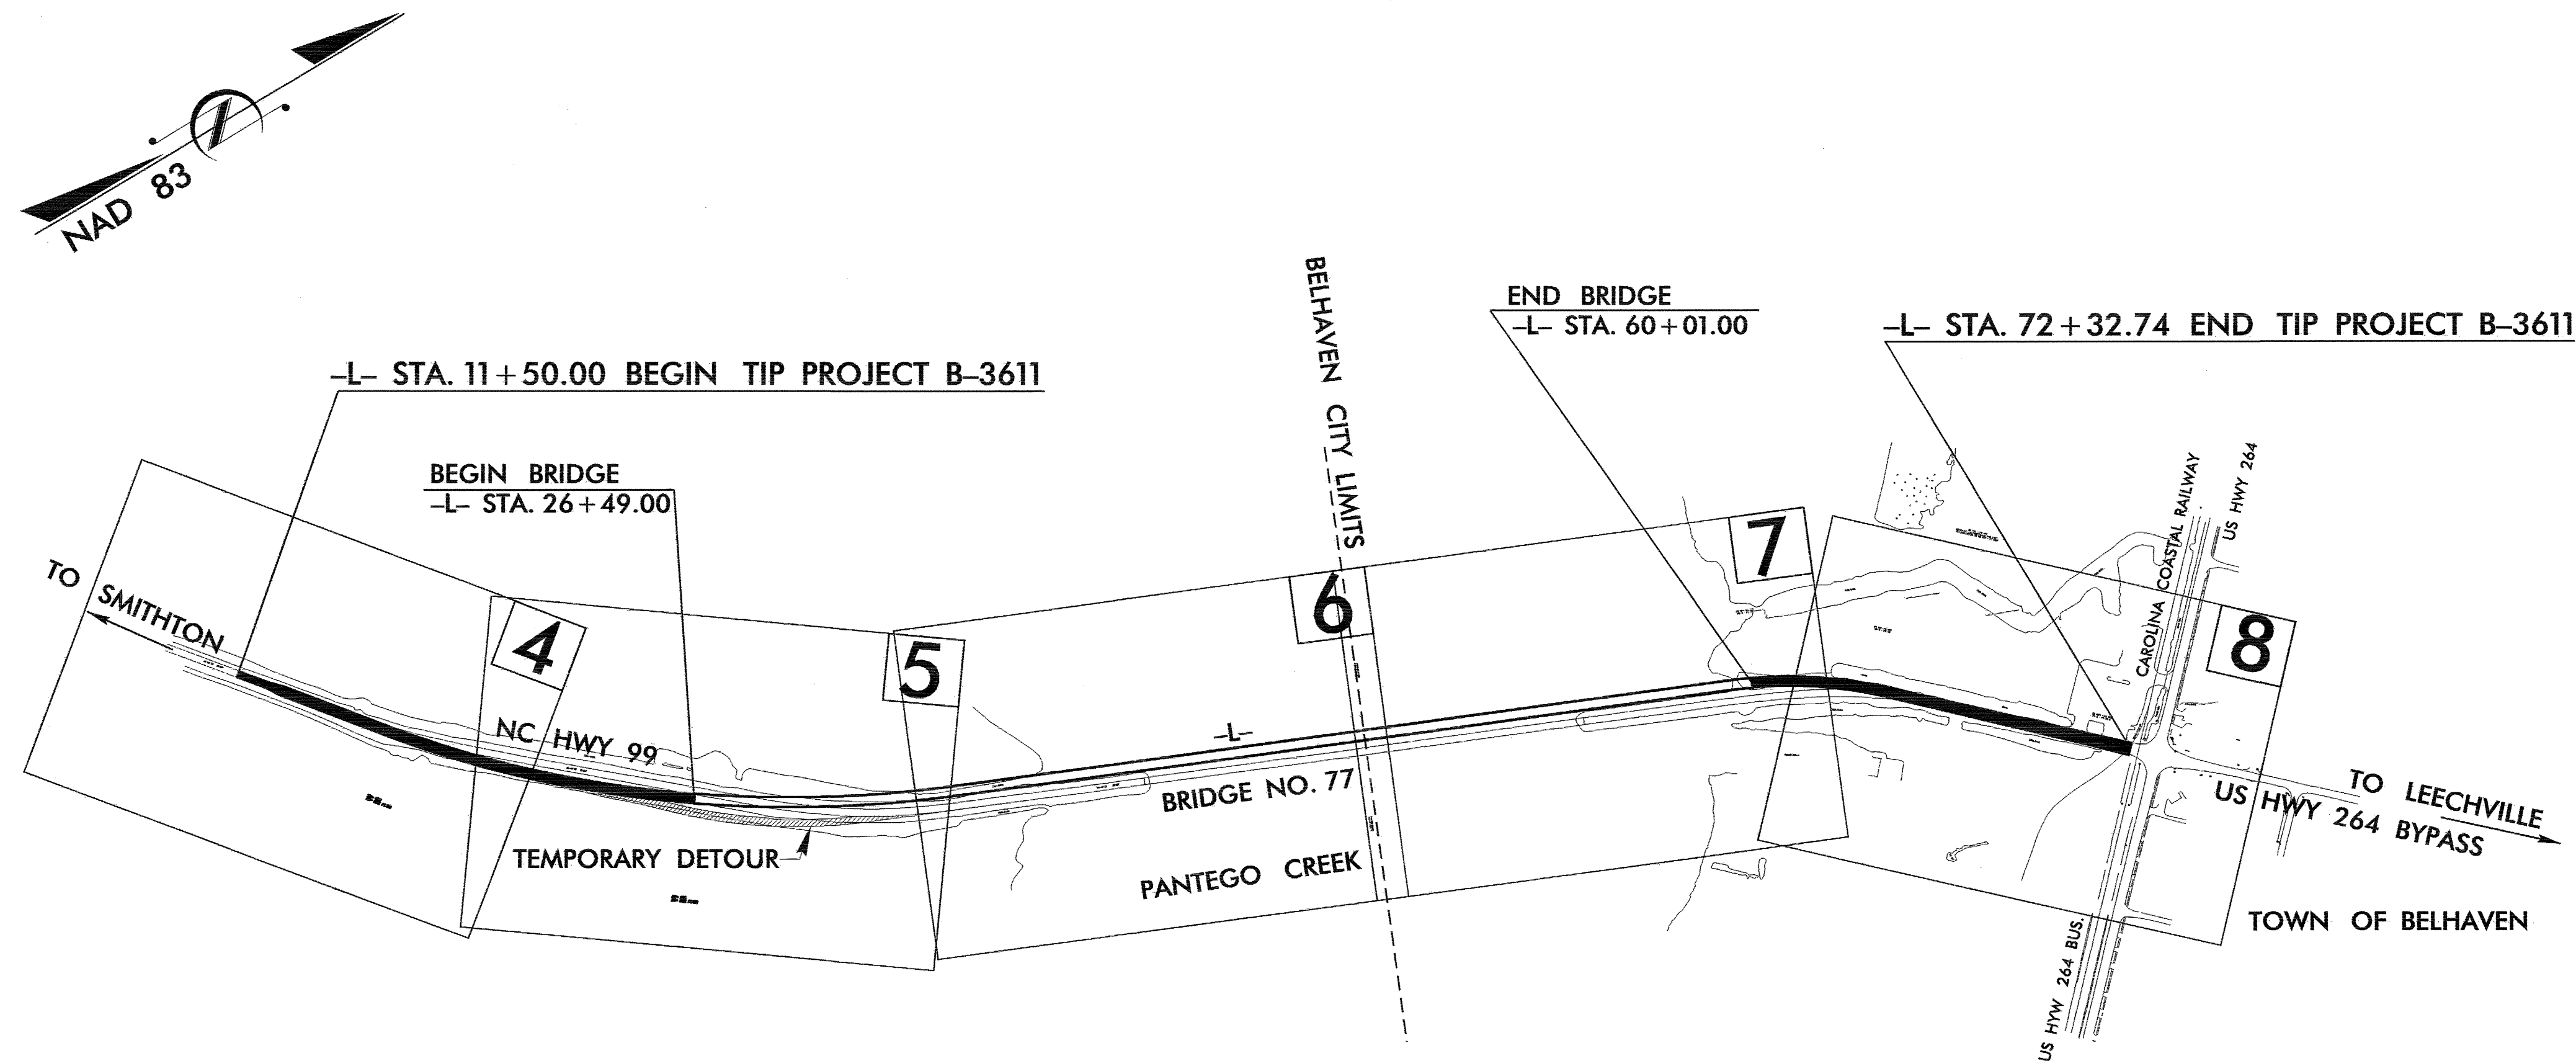 NAD 83
-L- STA. 11+50.00 BEGIN TIP PROJECT B-3611
BEGIN BRIDGE
-L- STA. 26+49.00
BELHAVEN CITY LIMITS
END BRIDGE
-L- STA. 60+01.00
-L- STA. 72+32.74 END TIP PROJECT B-3611
TO SMITHTON
4
5
6
7
8
NC HWY 99
-L-
BRIDGE NO. 77
TEMPORARY DETOUR
PANTEGO CREEK
CAROLINA COASTAL RAILWAY
US HWY 264
TO LEECHVILLE
US HWY 264 BYPASS
TOWN OF BELHAVEN
US HYW 264 BUS.